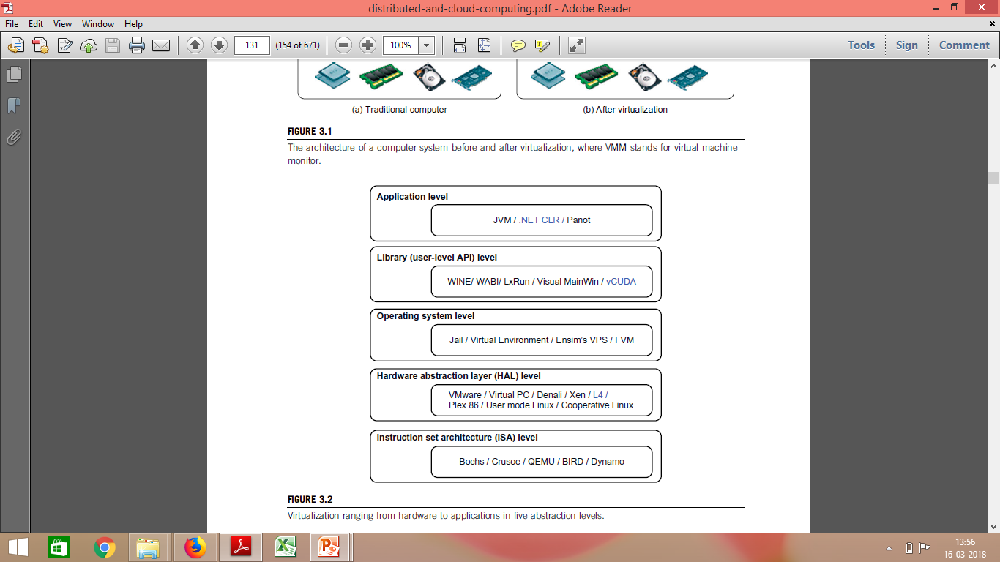 distributed-and-cloud-computing.pdf - Adobe Reader
File Edit View Window Help
131 (154 of 671) 100% Tools Sign Comment
(a) Traditional computer (b) After virtualization
FIGURE 3.1
The architecture of a computer system before and after virtualization, where VMM stands for virtual machine
monitor.
Application level
JVM / .NET CLR / Panot
Library (user-level API) level
WINE/ WABI/ LxRun / Visual MainWin / vCUDA
Operating system level
Jail / Virtual Environment / Ensim's VPS / FVM
Hardware abstraction layer (HAL) level
VMware / Virtual PC / Denali / Xen / L4 /
Plex 86 / User mode Linux / Cooperative Linux
Instruction set architecture (ISA) level
Bochs / Crusoe / QEMU / BIRD / Dynamo
FIGURE 3.2
Virtualization ranging from hardware to applications in five abstraction levels.
13:56
16-03-2018